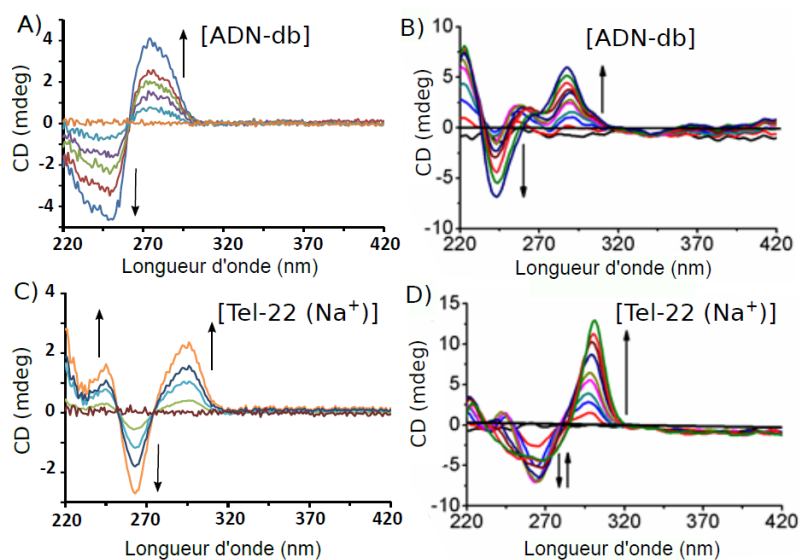 A)
[ADN-db]
CD (mdeg)
4
2
0
-2
-4
220 270 320 370 420
Longueur d'onde (nm)
B)
[ADN-db]
CD (mdeg)
10
5
0
-5
-10
220 270 320 370 420
Longueur d'onde (nm)
C)
[Tel-22 (Na⁺)]
CD (mdeg)
4
2
0
-2
220 270 320 370 420
Longueur d'onde (nm)
D)
[Tel-22 (Na⁺)]
CD (mdeg)
15
10
5
0
-5
-10
220 270 320 370 420
Longueur d'onde (nm)